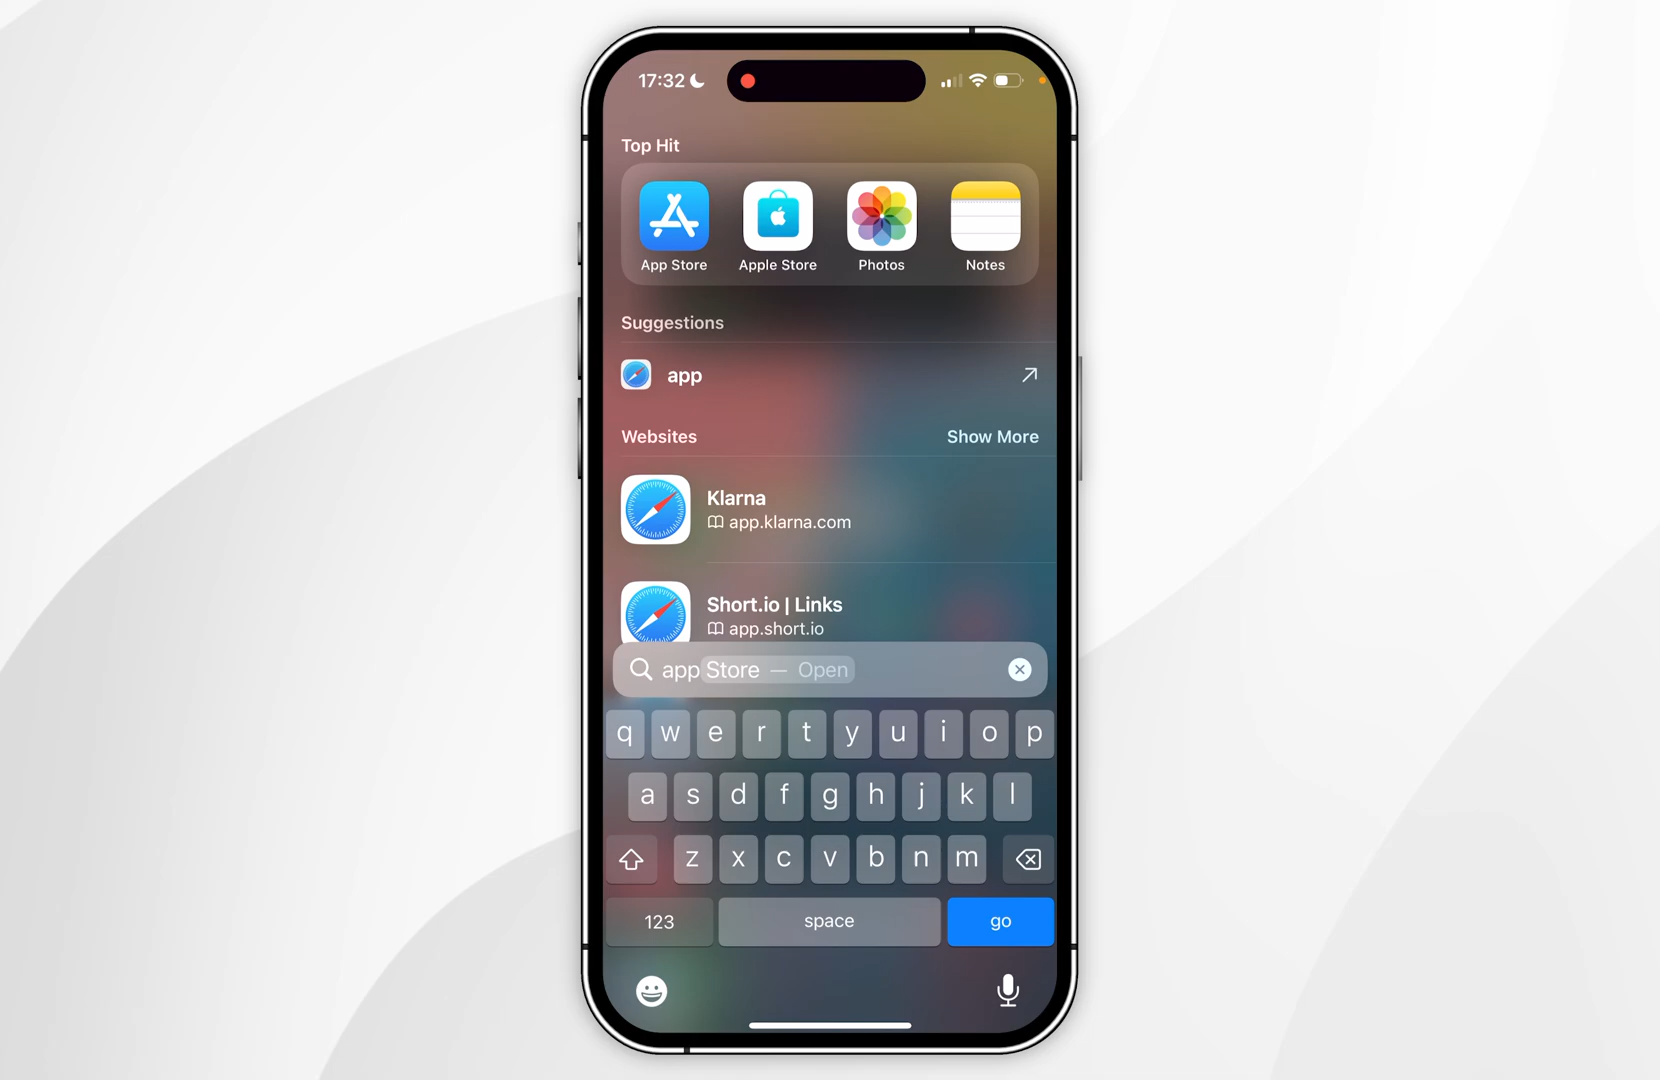 17:32
Top Hit
App Store
Apple Store
Photos
Notes
Suggestions
app
Websites
Show More
Klarna
app.klarna.com
Short.io | Links
app.short.io
app Store — Open
q w e r t y u i o p
a s d f g h j k l
z x c v b n m
123
space
go